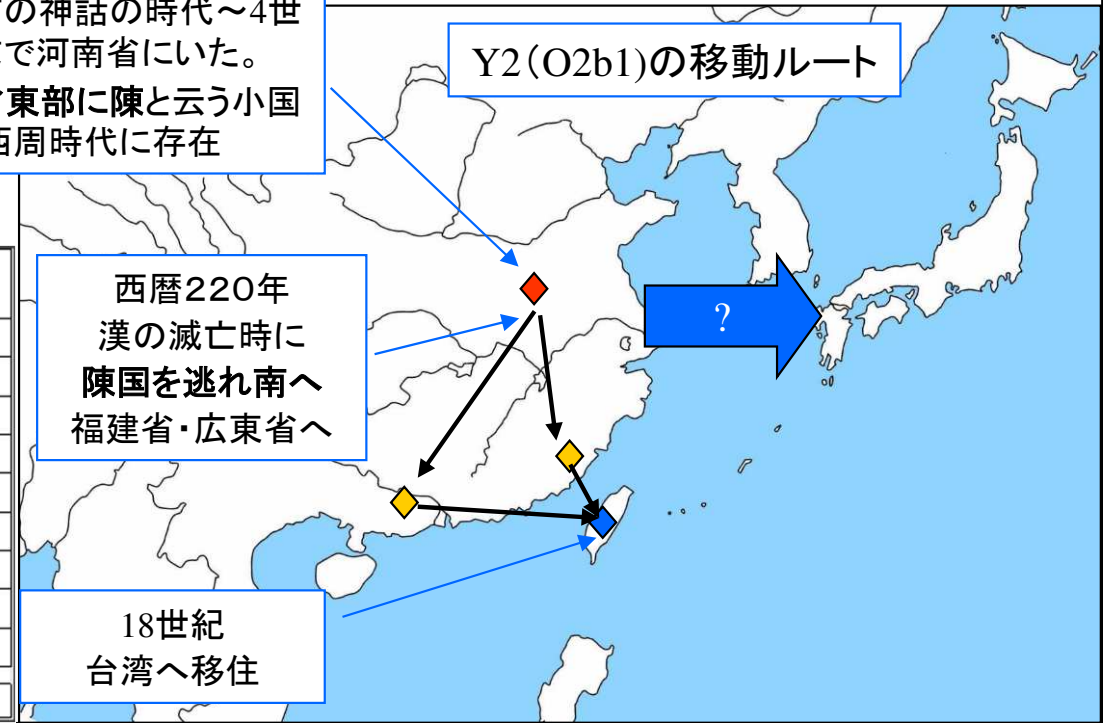 の神話の時代～4世
で河南省にいた。
東部に陳と云う小国
西周時代に存在
Y2(O2b1)の移動ルート
西暦220年
漢の滅亡時に
陳国を逃れ南へ
福建省・広東省へ
?
18世紀
台湾へ移住